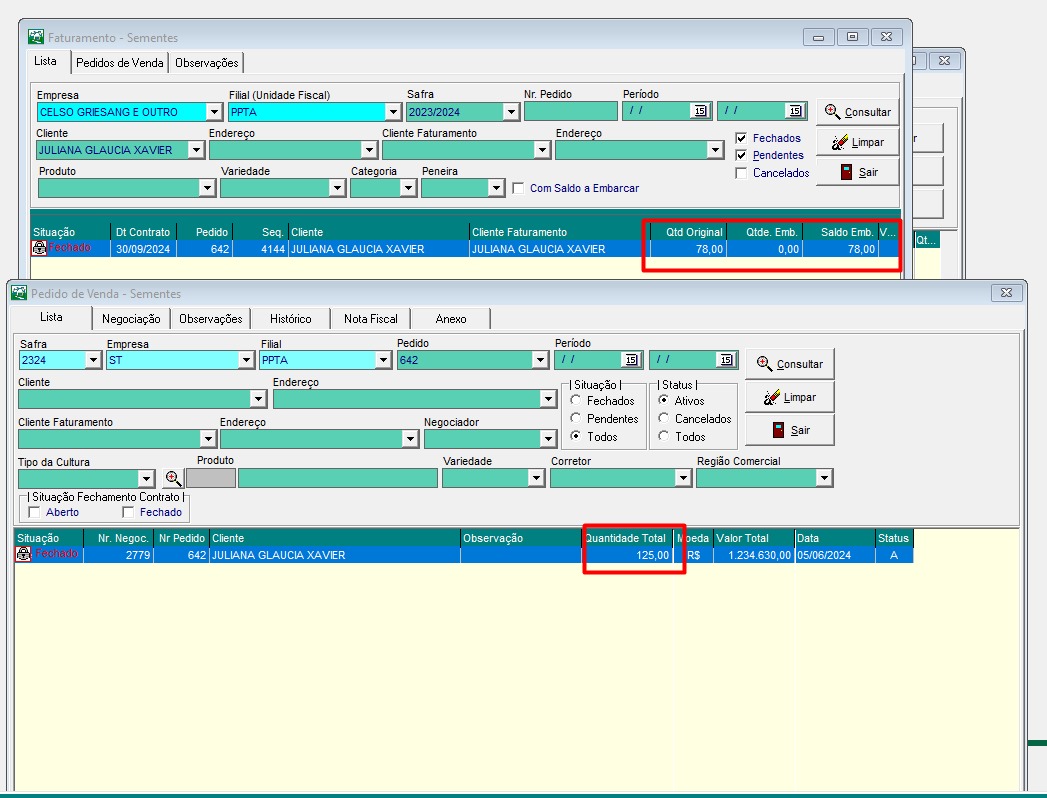 Faturamento - Sementes
Lista Pedidos de Venda Observações
Empresa Filial (Unidade Fiscal) Safra Nr. Pedido Período
CELSO GRIESANG E OUTRO PPTA 2023/2024 / / 15 / / 15 Consultar
Cliente Endereço Cliente Faturamento Endereço
JULIANA GLAUCIA XAVIER
Fechados
Pendentes
Cancelados
Limpar
Sair
Produto Variedade Categoria Peneira
Com Saldo a Embarcar
Situação Dt Contrato Pedido Seq. Cliente Cliente Faturamento Qtd Original Qtde. Emb. Saldo Emb. V... Qt...
Fechado 30/09/2024 642 4144 JULIANA GLAUCIA XAVIER JULIANA GLAUCIA XAVIER 78,00 0,00 78,00
Pedido de Venda - Sementes
Lista Negociação Observações Histórico Nota Fiscal Anexo
Safra Empresa Filial Pedido Período
2324 ST PPTA 642 / / 15 / / 15 Consultar
Cliente Endereço
Situação
Fechados
Pendentes
Todos
Status
Ativos
Cancelados
Todos
Limpar
Sair
Cliente Faturamento Endereço Negociador
Tipo da Cultura Produto Variedade Corretor Região Comercial
Situação Fechamento Contrato
Aberto Fechado
Situação Nr. Negoc. Nr Pedido Cliente Observação Quantidade Total Moeda Valor Total Data Status
Fechado 2779 642 JULIANA GLAUCIA XAVIER 125,00 R$ 1.234.630,00 05/06/2024 A